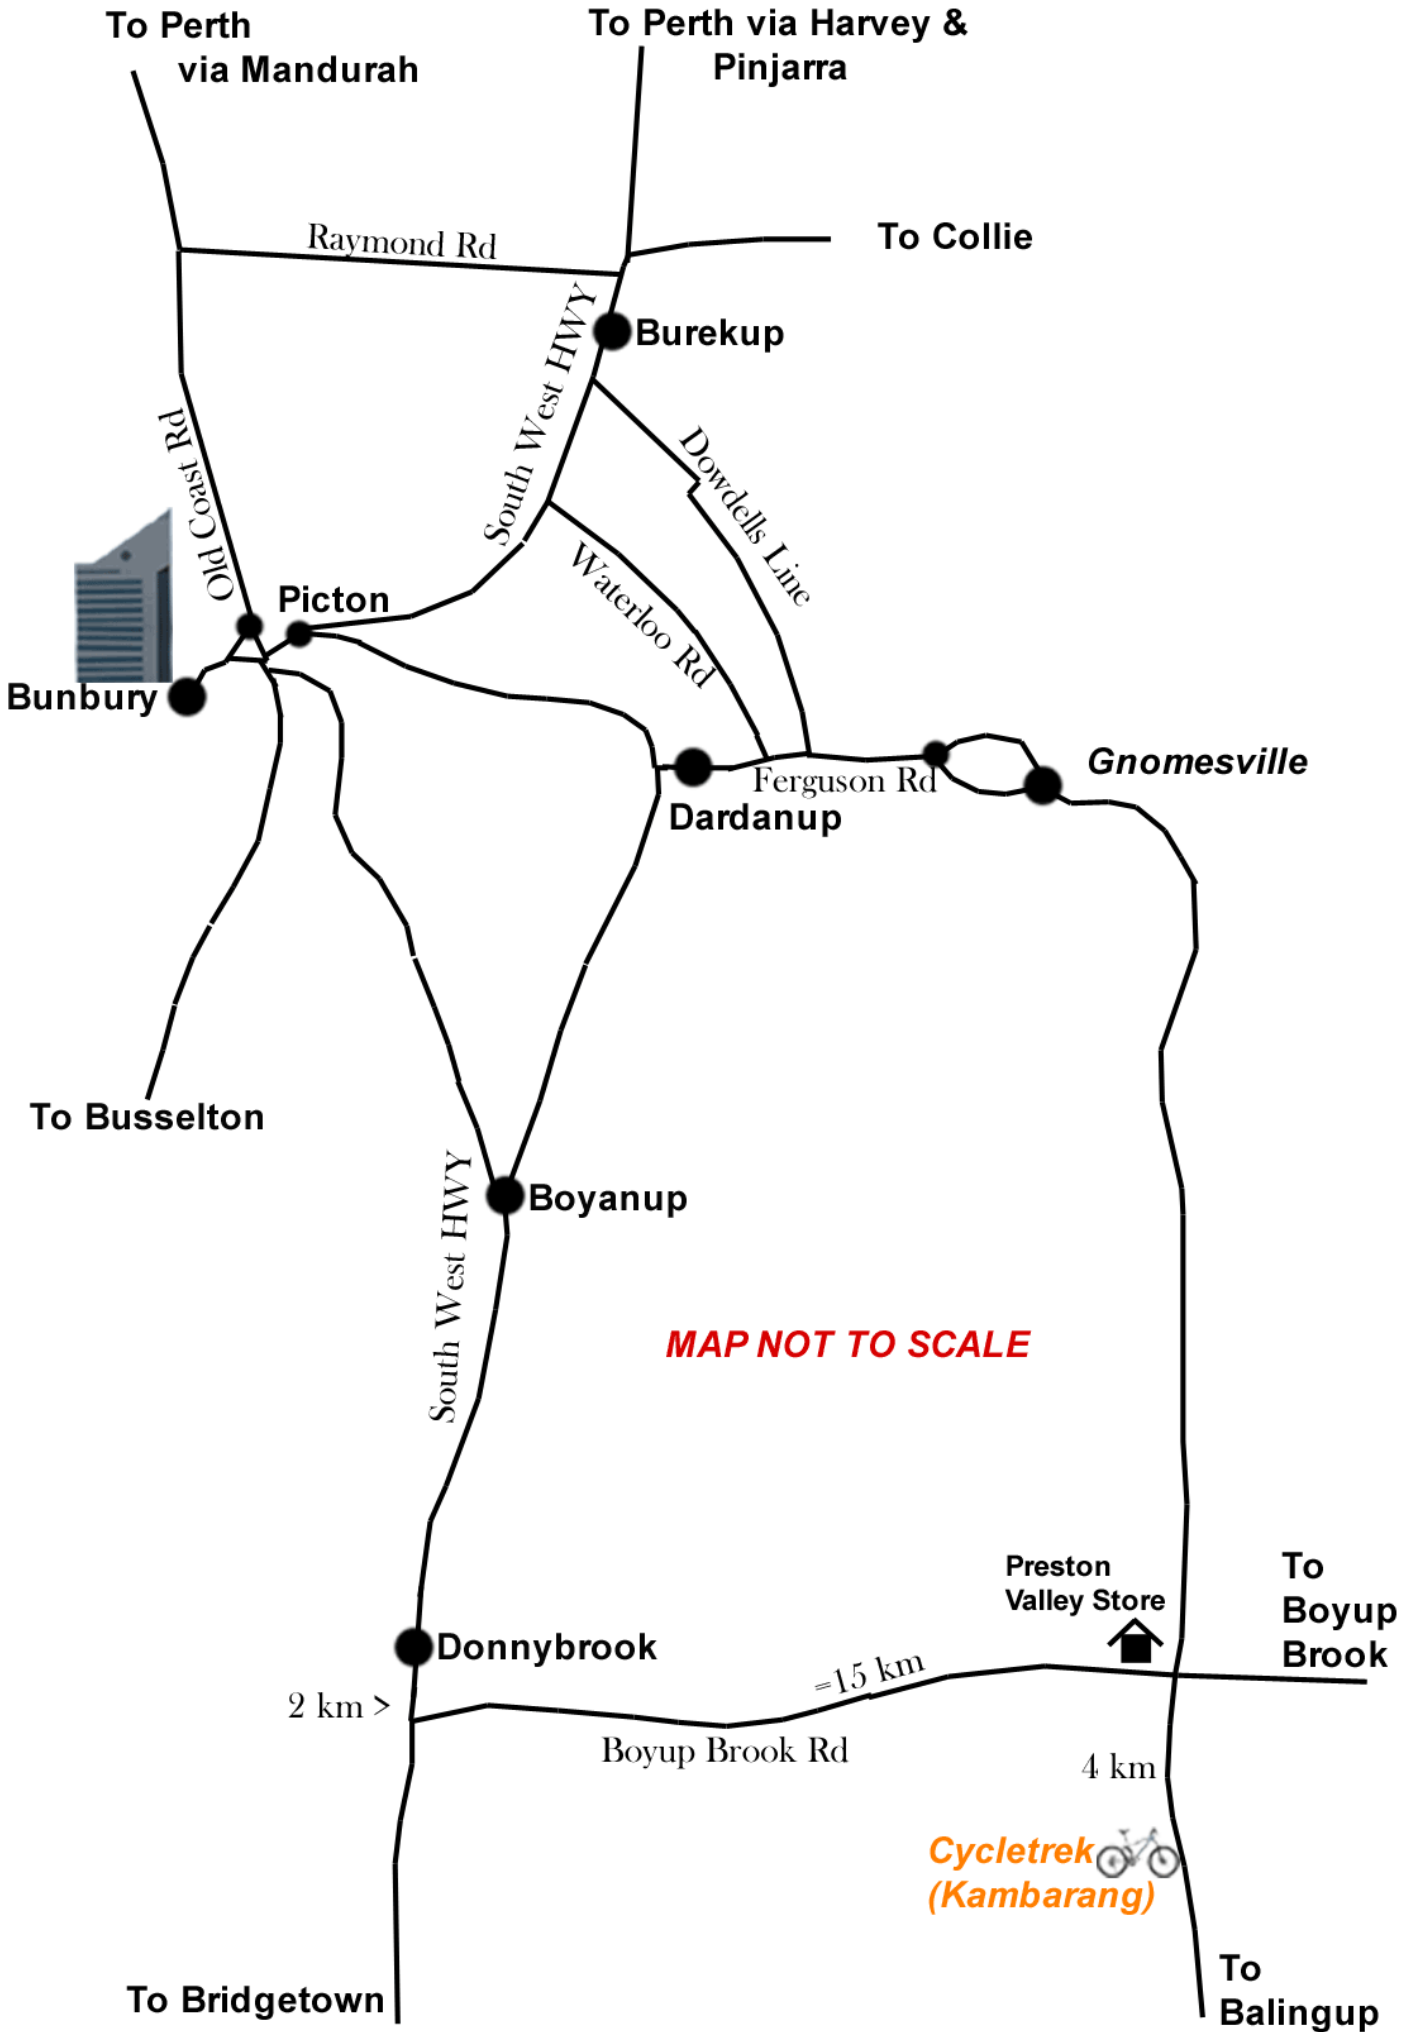 To Perth
via Mandurah
To Perth via Harvey &
Pinjarra
Raymond Rd
To Collie
Burekup
South West HWY
Old Coast Rd
Dowdells Line
Waterloo Rd
Picton
Bunbury
Gnomesville
Ferguson Rd
Dardanup
To Busselton
Boyanup
South West HWY
MAP NOT TO SCALE
Preston
Valley Store
To
Boyup
Brook
Donnybrook
=15 km
2 km >
Boyup Brook Rd
4 km
Cycletrek
(Kambarang)
To Bridgetown
To
Balingup